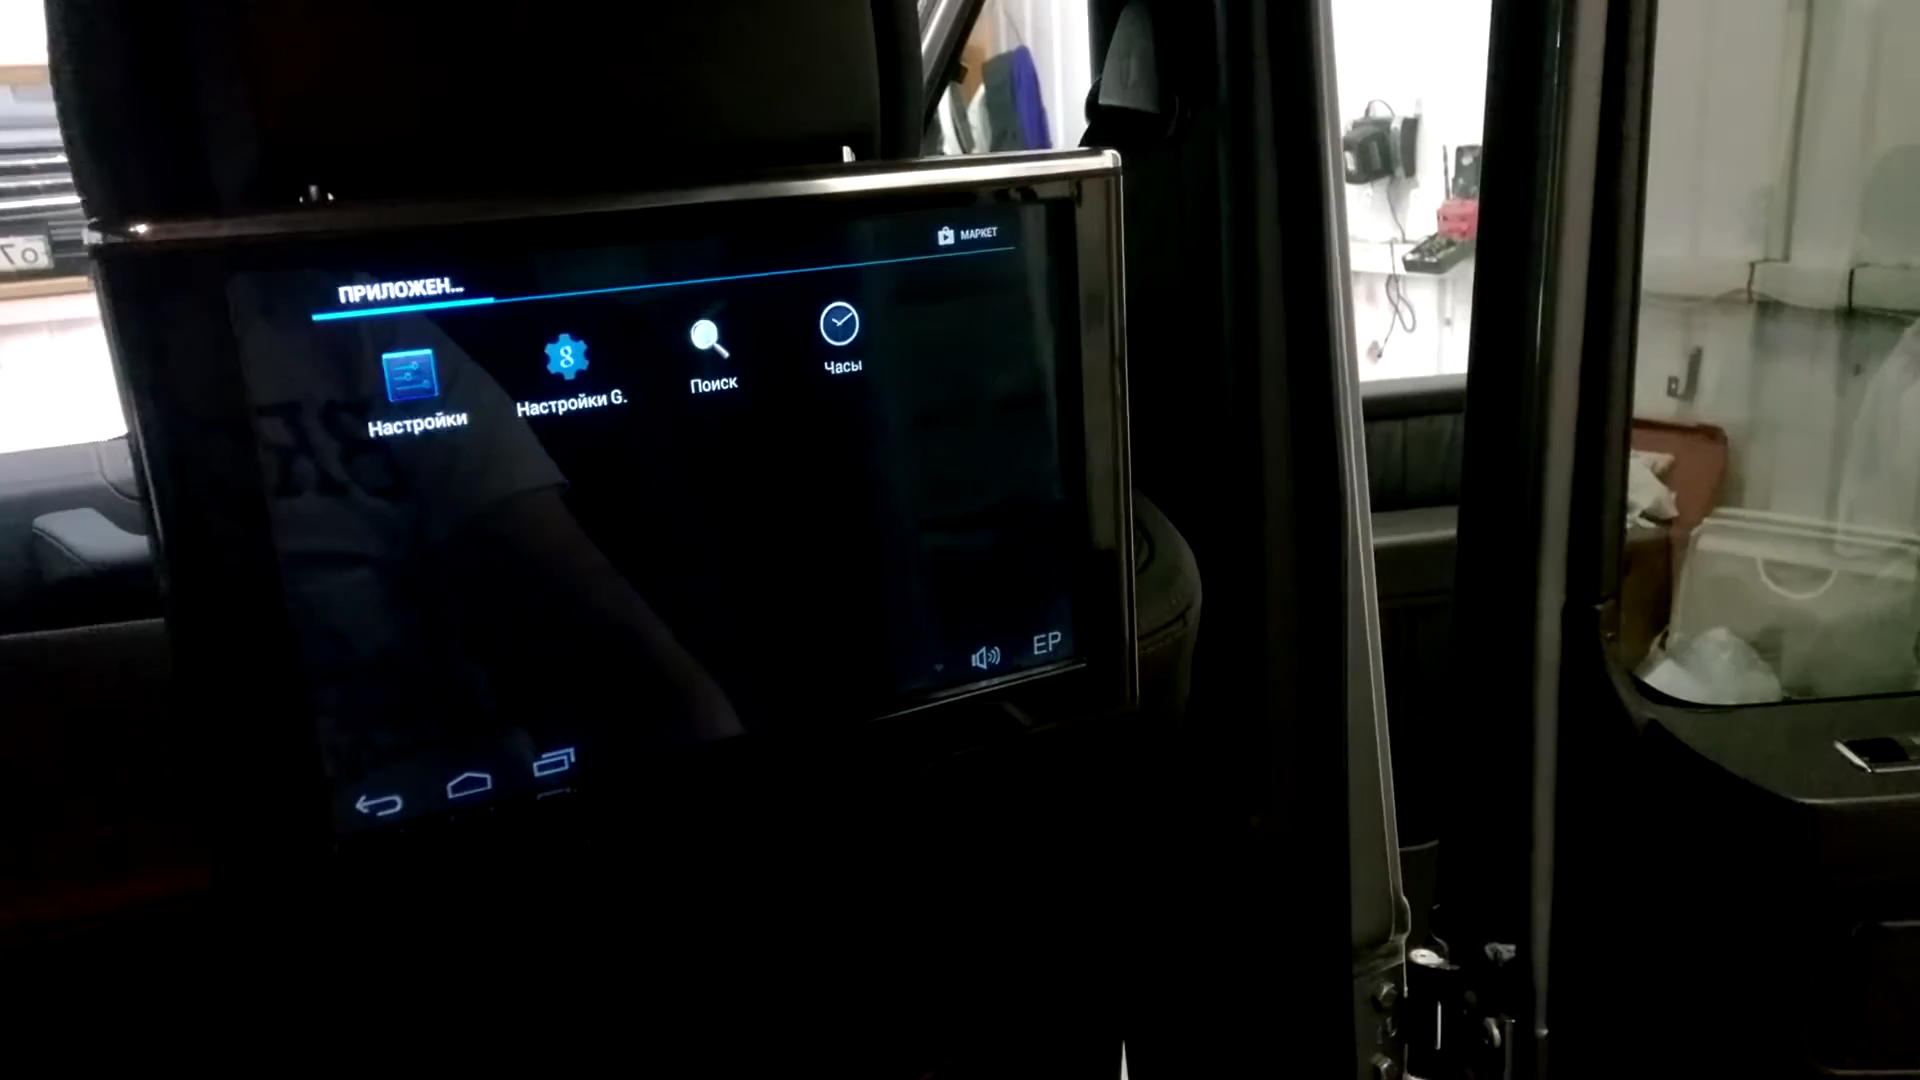 МАРКЕТ
ПРИЛОЖЕН...
Настройки
Настройки G.
Поиск
Часы
EP